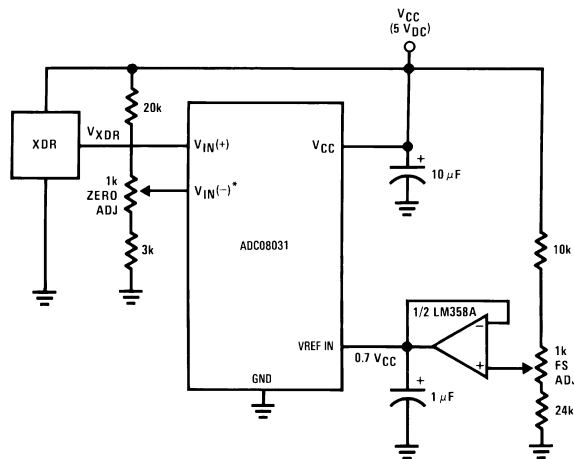 VCC
(5 VDC)
20k
XDR
VXDR
VIN(+)
VCC
1k
ZERO
ADJ
VIN(−)*
+
10 μF
3k
ADC08031
10k
1/2 LM358A
−
VREF IN
0.7 VCC
+
1k
FS
ADJ
GND
+
1 μF
24k